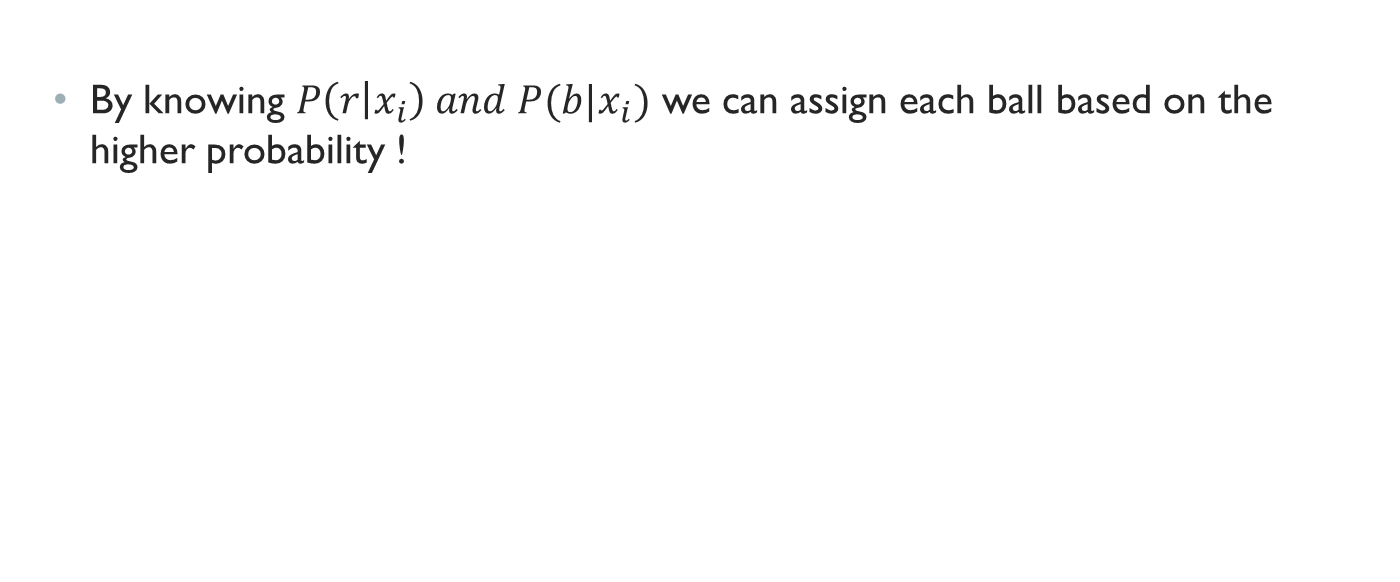 • By knowing 𝑃(𝑟|𝑥ᵢ) 𝑎𝑛𝑑 𝑃(𝑏|𝑥ᵢ) we can assign each ball based on the
higher probability !